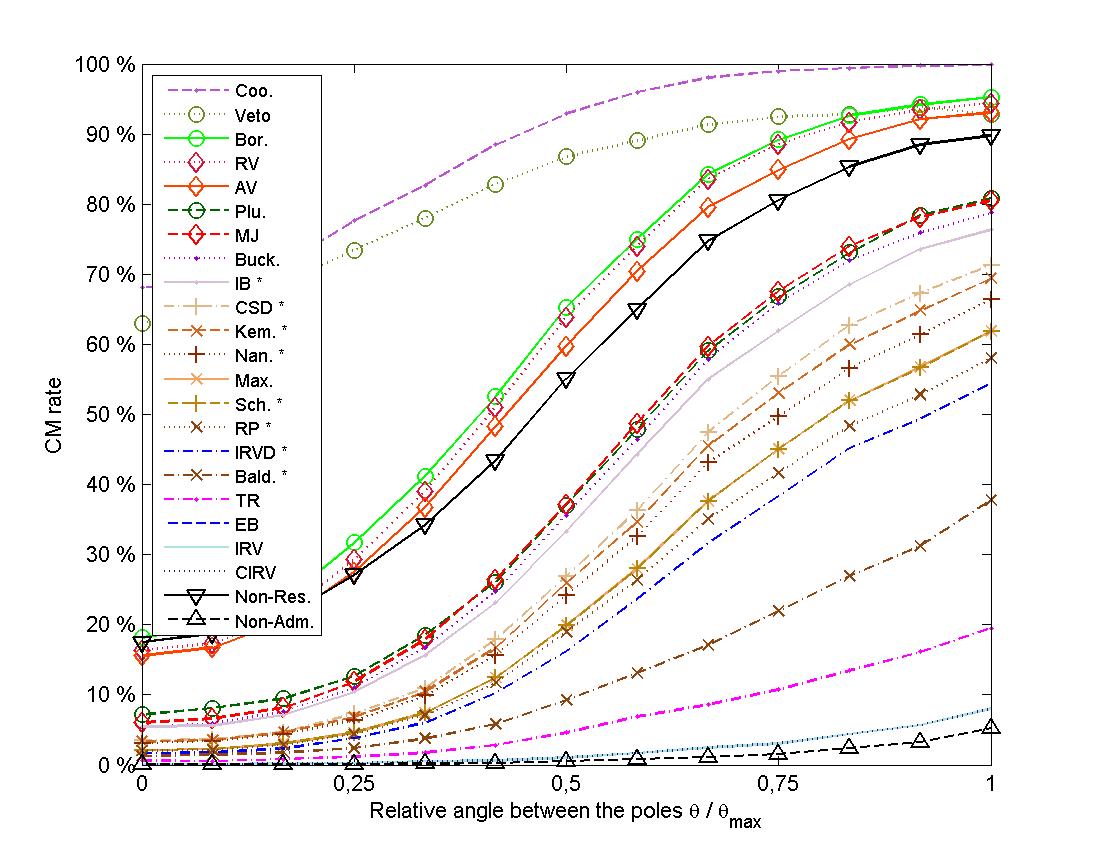 100 %
90 %
80 %
70 %
60 %
50 %
40 %
30 %
20 %
10 %
0 %
CM rate
Coo.
Veto
Bor.
RV
AV
Plu.
MJ
Buck.
IB *
CSD *
Kem. *
Nan. *
Max.
Sch. *
RP *
IRVD *
Bald. *
TR
EB
IRV
CIRV
Non-Res.
Non-Adm.
0 0,25 0,5 0,75 1
Relative angle between the poles θ / θmax